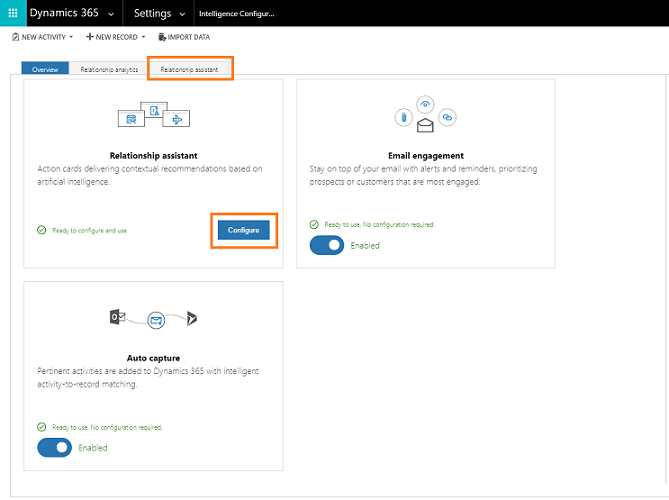 Dynamics 365 Settings Intelligence Configur...
NEW ACTIVITY NEW RECORD IMPORT DATA
Overview Relationship analytics Relationship assistant
Relationship assistant
Action cards delivering contextual recommendations based on
artificial intelligence.
Ready to configure and use
Configure
Email engagement
Stay on top of your email with alerts and reminders, prioritizing
prospects or customers that are most engaged.
Ready to use. No configuration required.
Enabled
Auto capture
Pertinent activities are added to Dynamics 365 with intelligent
activity-to-record matching.
Ready to use. No configuration required.
Enabled